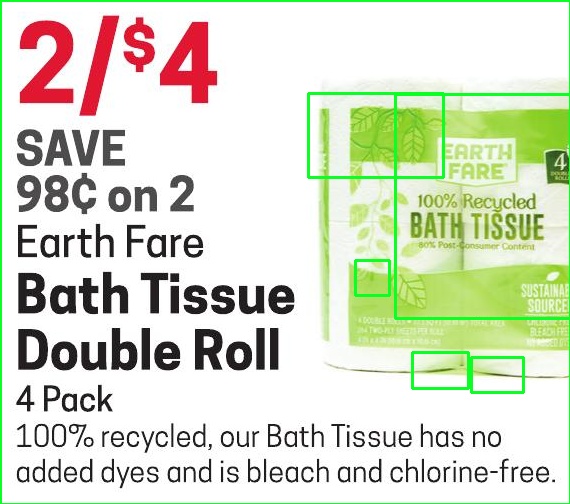 2/$4
SAVE
98¢ on 2
Earth Fare
Bath Tissue
Double Roll
4 Pack
100% recycled, our Bath Tissue has no
added dyes and is bleach and chlorine-free.
EARTH
FARE
4
100% Recycled
BATH TISSUE
80% Post-Consumer Content